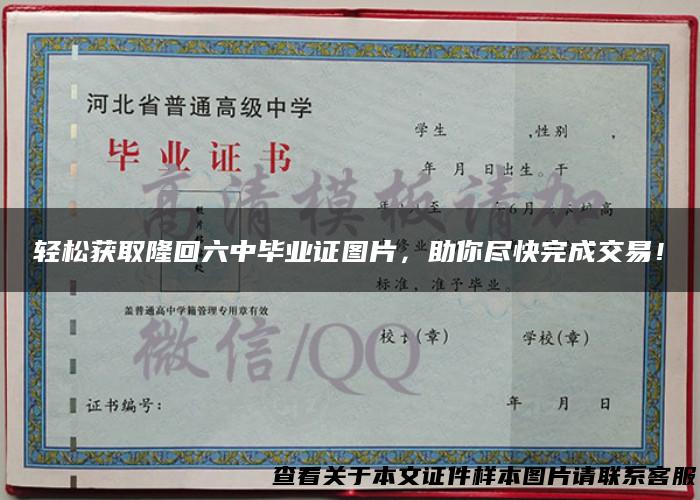 河北省普通高级中学
毕业证书
学生 ,性别 ,
年 月 日出生。于
高清模板请加
轻松获取隆回六中毕业证图片，助你尽快完成交易！
标准，准予毕业。
盖普通高中学籍管理专用章有效
校长(章) 学校(章)
微信/QQ
证书编号：
年 月 日
查看关于本文证件样本图片请联系客服